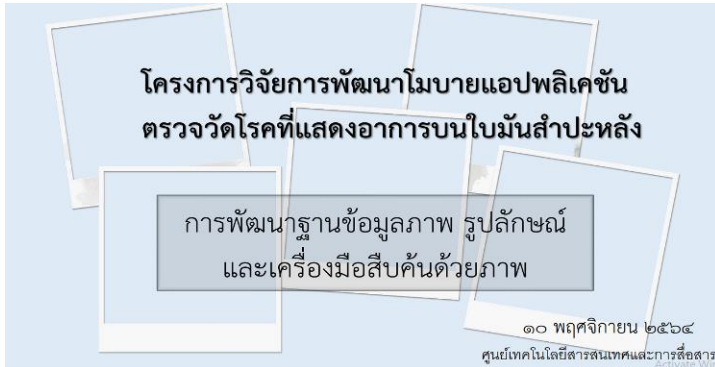 โครงการวิจัยการพัฒนาโมบายแอปพลิเคชัน
ตรวจวัดโรคที่แสดงอาการบนใบมันสำปะหลัง
การพัฒนาฐานข้อมูลภาพ รูปลักษณ์
และเครื่องมือสืบค้นด้วยภาพ
๑๐ พฤศจิกายน ๒๕๖๔
ศูนย์เทคโนโลยีสารสนเทศและการสื่อสาร
Activate Win